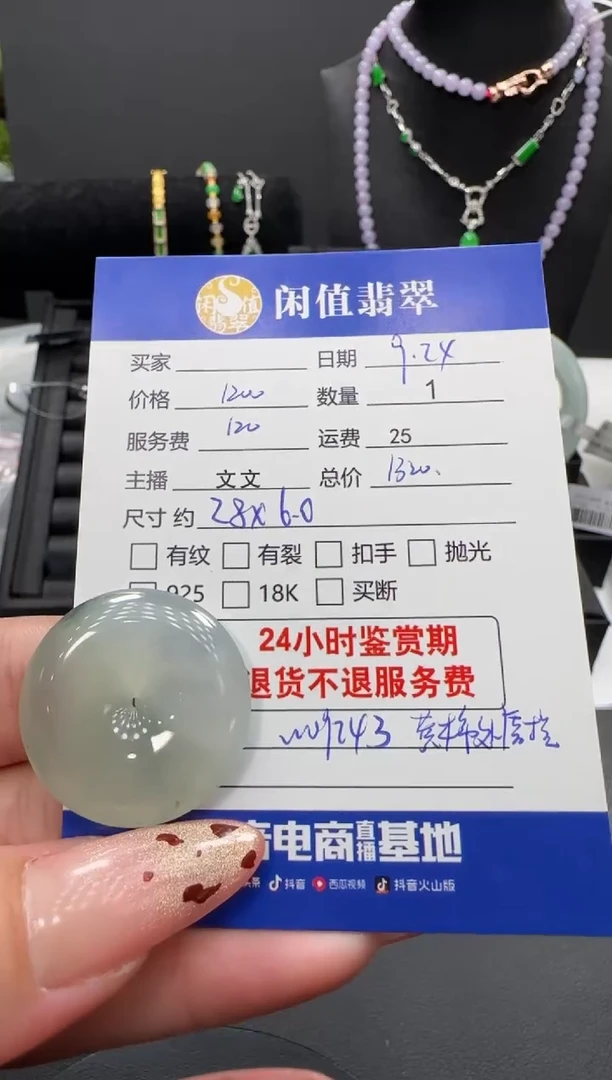 闲值翡翠
闲值翡翠
买家 日期 9.24
价格 1200 数量 1
服务费 120 运费 25
主播 文文 总价 1320.
尺寸 约 28x6.0
有纹 有裂 扣手 抛光
925 18K 买断
24小时鉴赏期
退货不退服务费
电商直播基地
抖音 西瓜视频 抖音火山版